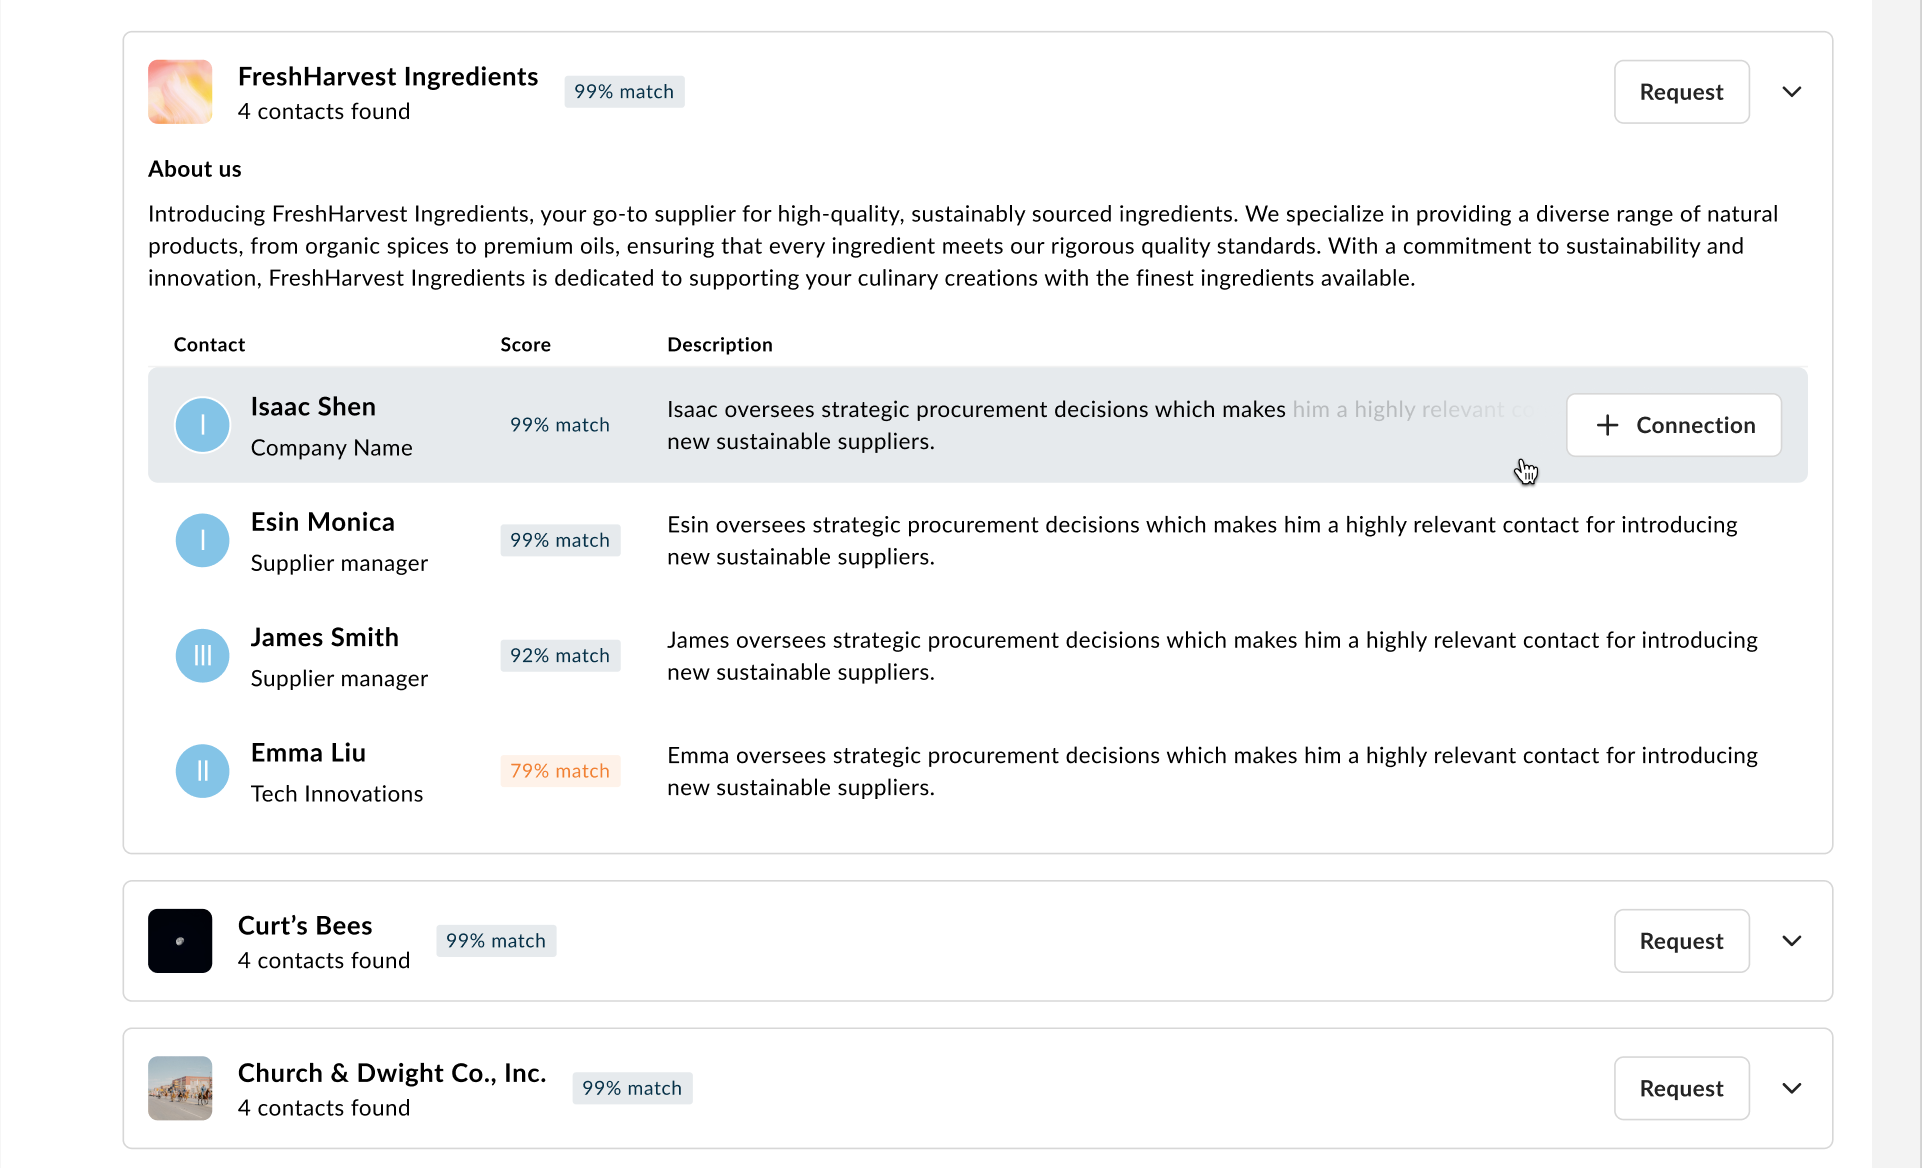 FreshHarvest Ingredients
4 contacts found
99% match
Request
About us
Introducing FreshHarvest Ingredients, your go-to supplier for high-quality, sustainably sourced ingredients. We specialize in providing a diverse range of natural
products, from organic spices to premium oils, ensuring that every ingredient meets our rigorous quality standards. With a commitment to sustainability and
innovation, FreshHarvest Ingredients is dedicated to supporting your culinary creations with the finest ingredients available.
Contact Score Description
I
Isaac Shen
Company Name
99% match
Isaac oversees strategic procurement decisions which makes him a highly relevant
new sustainable suppliers.
+ Connection
I
Esin Monica
Supplier manager
99% match
Esin oversees strategic procurement decisions which makes him a highly relevant contact for introducing
new sustainable suppliers.
III
James Smith
Supplier manager
92% match
James oversees strategic procurement decisions which makes him a highly relevant contact for introducing
new sustainable suppliers.
II
Emma Liu
Tech Innovations
79% match
Emma oversees strategic procurement decisions which makes him a highly relevant contact for introducing
new sustainable suppliers.
Curt’s Bees
4 contacts found
99% match
Request
Church & Dwight Co., Inc.
4 contacts found
99% match
Request